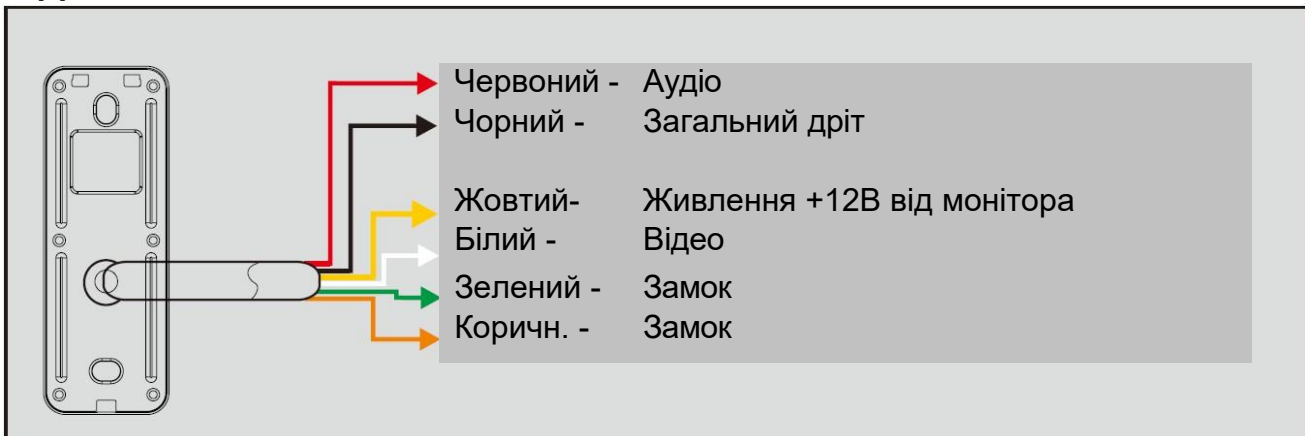 Червоний - Аудіо
Чорний - Загальний дріт
Жовтий- Живлення +12В від монітора
Білий - Відео
Зелений - Замок
Коричн. - Замок